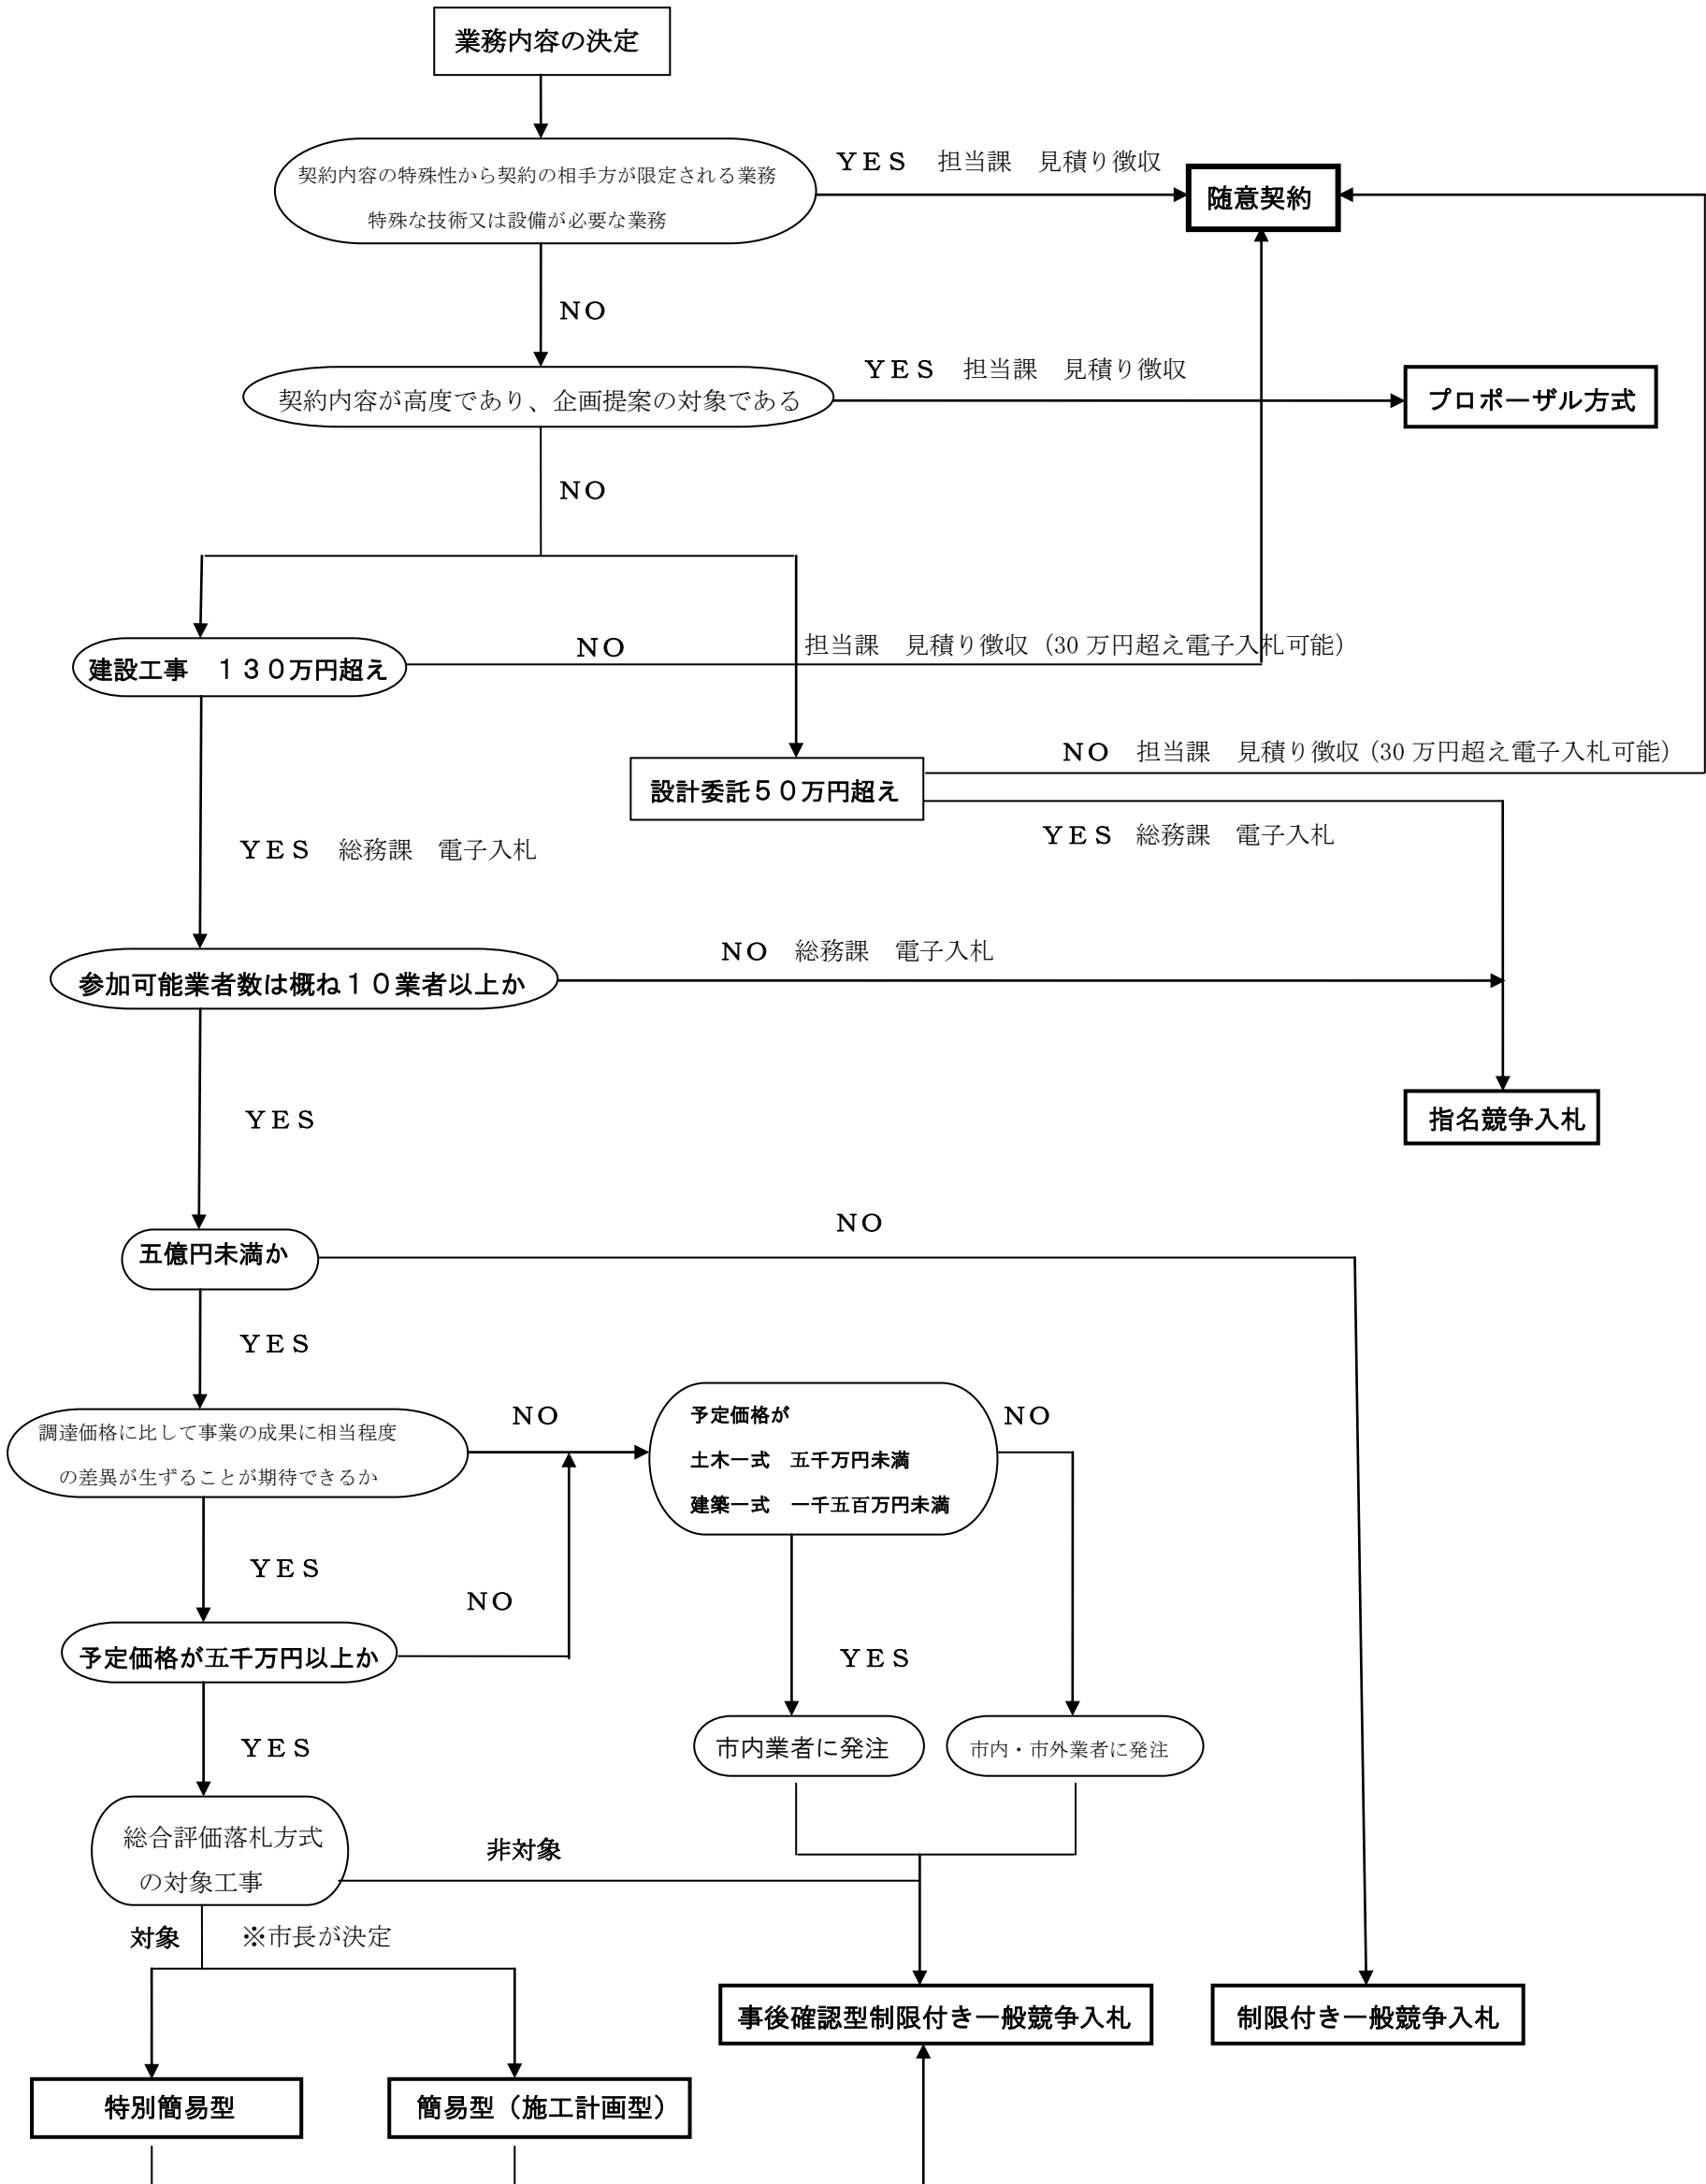 業務内容の決定
契約内容の特殊性から契約の相手方が限定される業務
特殊な技術又は設備が必要な業務
ＹＥＳ　担当課　見積り徴収
随意契約
ＮＯ
契約内容が高度であり、企画提案の対象である
ＹＥＳ　担当課　見積り徴収
プロポーザル方式
ＮＯ
建設工事　１３０万円超え
ＮＯ
担当課　見積り徴収（30 万円超え電子入札可能）
設計委託５０万円超え
ＮＯ　担当課　見積り徴収（30 万円超え電子入札可能）
ＹＥＳ　総務課　電子入札
ＹＥＳ　総務課　電子入札
参加可能業者数は概ね１０業者以上か
ＮＯ　総務課　電子入札
指名競争入札
ＹＥＳ
五億円未満か
ＮＯ
ＹＥＳ
調達価格に比して事業の成果に相当程度
の差異が生ずることが期待できるか
ＮＯ
予定価格が
土木一式　五千万円未満
建築一式　一千五百万円未満
ＮＯ
ＹＥＳ
ＮＯ
予定価格が五千万円以上か
ＹＥＳ
ＹＥＳ
市内業者に発注
市内・市外業者に発注
総合評価落札方式
の対象工事
非対象
対象
※市長が決定
事後確認型制限付き一般競争入札
制限付き一般競争入札
特別簡易型
簡易型（施工計画型）